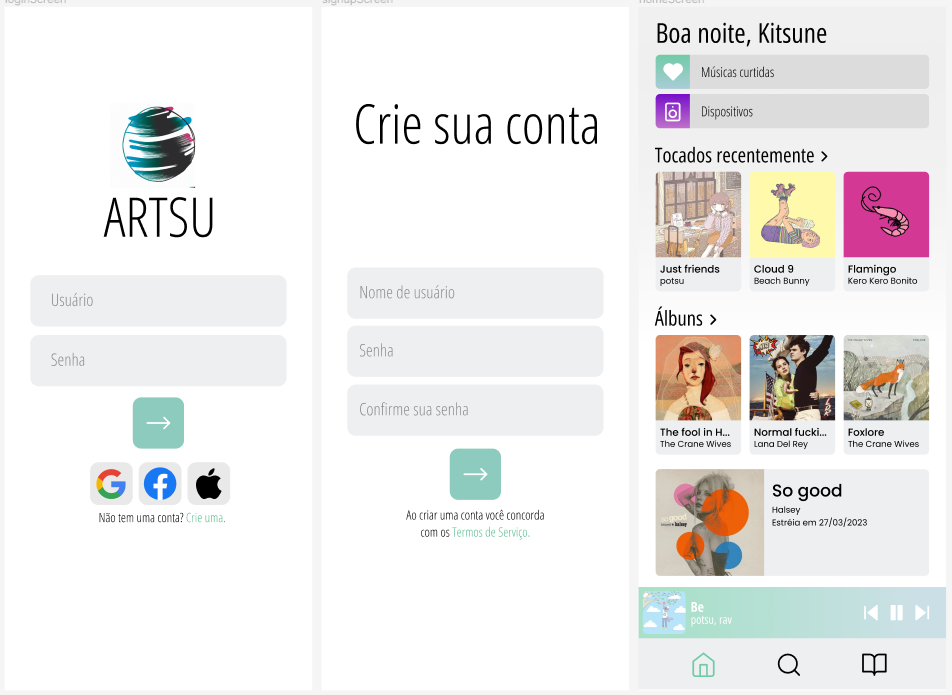 loginScreen
ARTSU
Usuário
Senha
Não tem uma conta? Crie uma.
signupScreen
Crie sua conta
Nome de usuário
Senha
Confirme sua senha
Ao criar uma conta você concorda
com os Termos de Serviço.
homeScreen
Boa noite, Kitsune
Músicas curtidas
Dispositivos
Tocados recentemente
Just friends
potsu
Cloud 9
Beach Bunny
Flamingo
Kero Kero Bonito
Álbuns
The fool in H...
The Crane Wives
Normal fucki...
Lana Del Rey
Foxlore
The Crane Wives
so good
halsey
So good
Halsey
Estréia em 27/03/2023
Be
potsu, rav